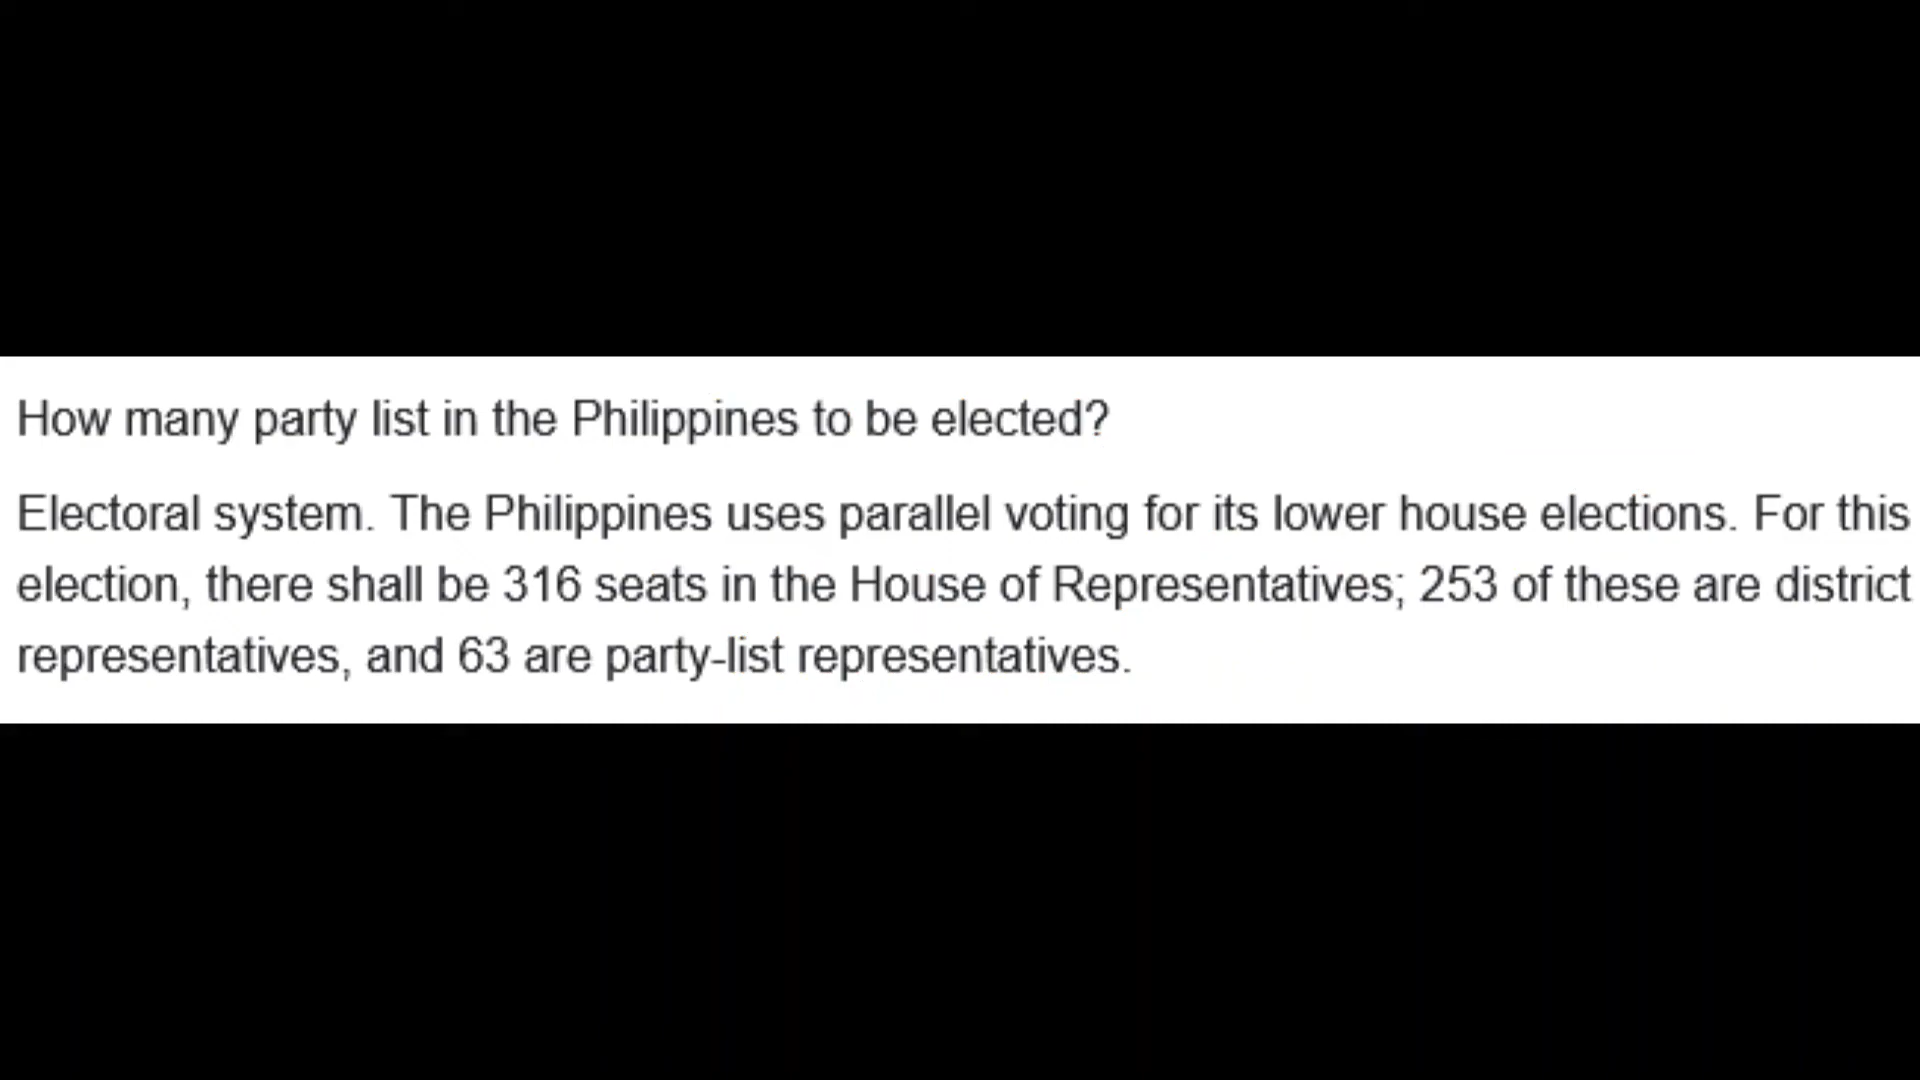 How many party list in the Philippines to be elected?
Electoral system. The Philippines uses parallel voting for its lower house elections. For this
election, there shall be 316 seats in the House of Representatives; 253 of these are district
representatives, and 63 are party-list representatives.